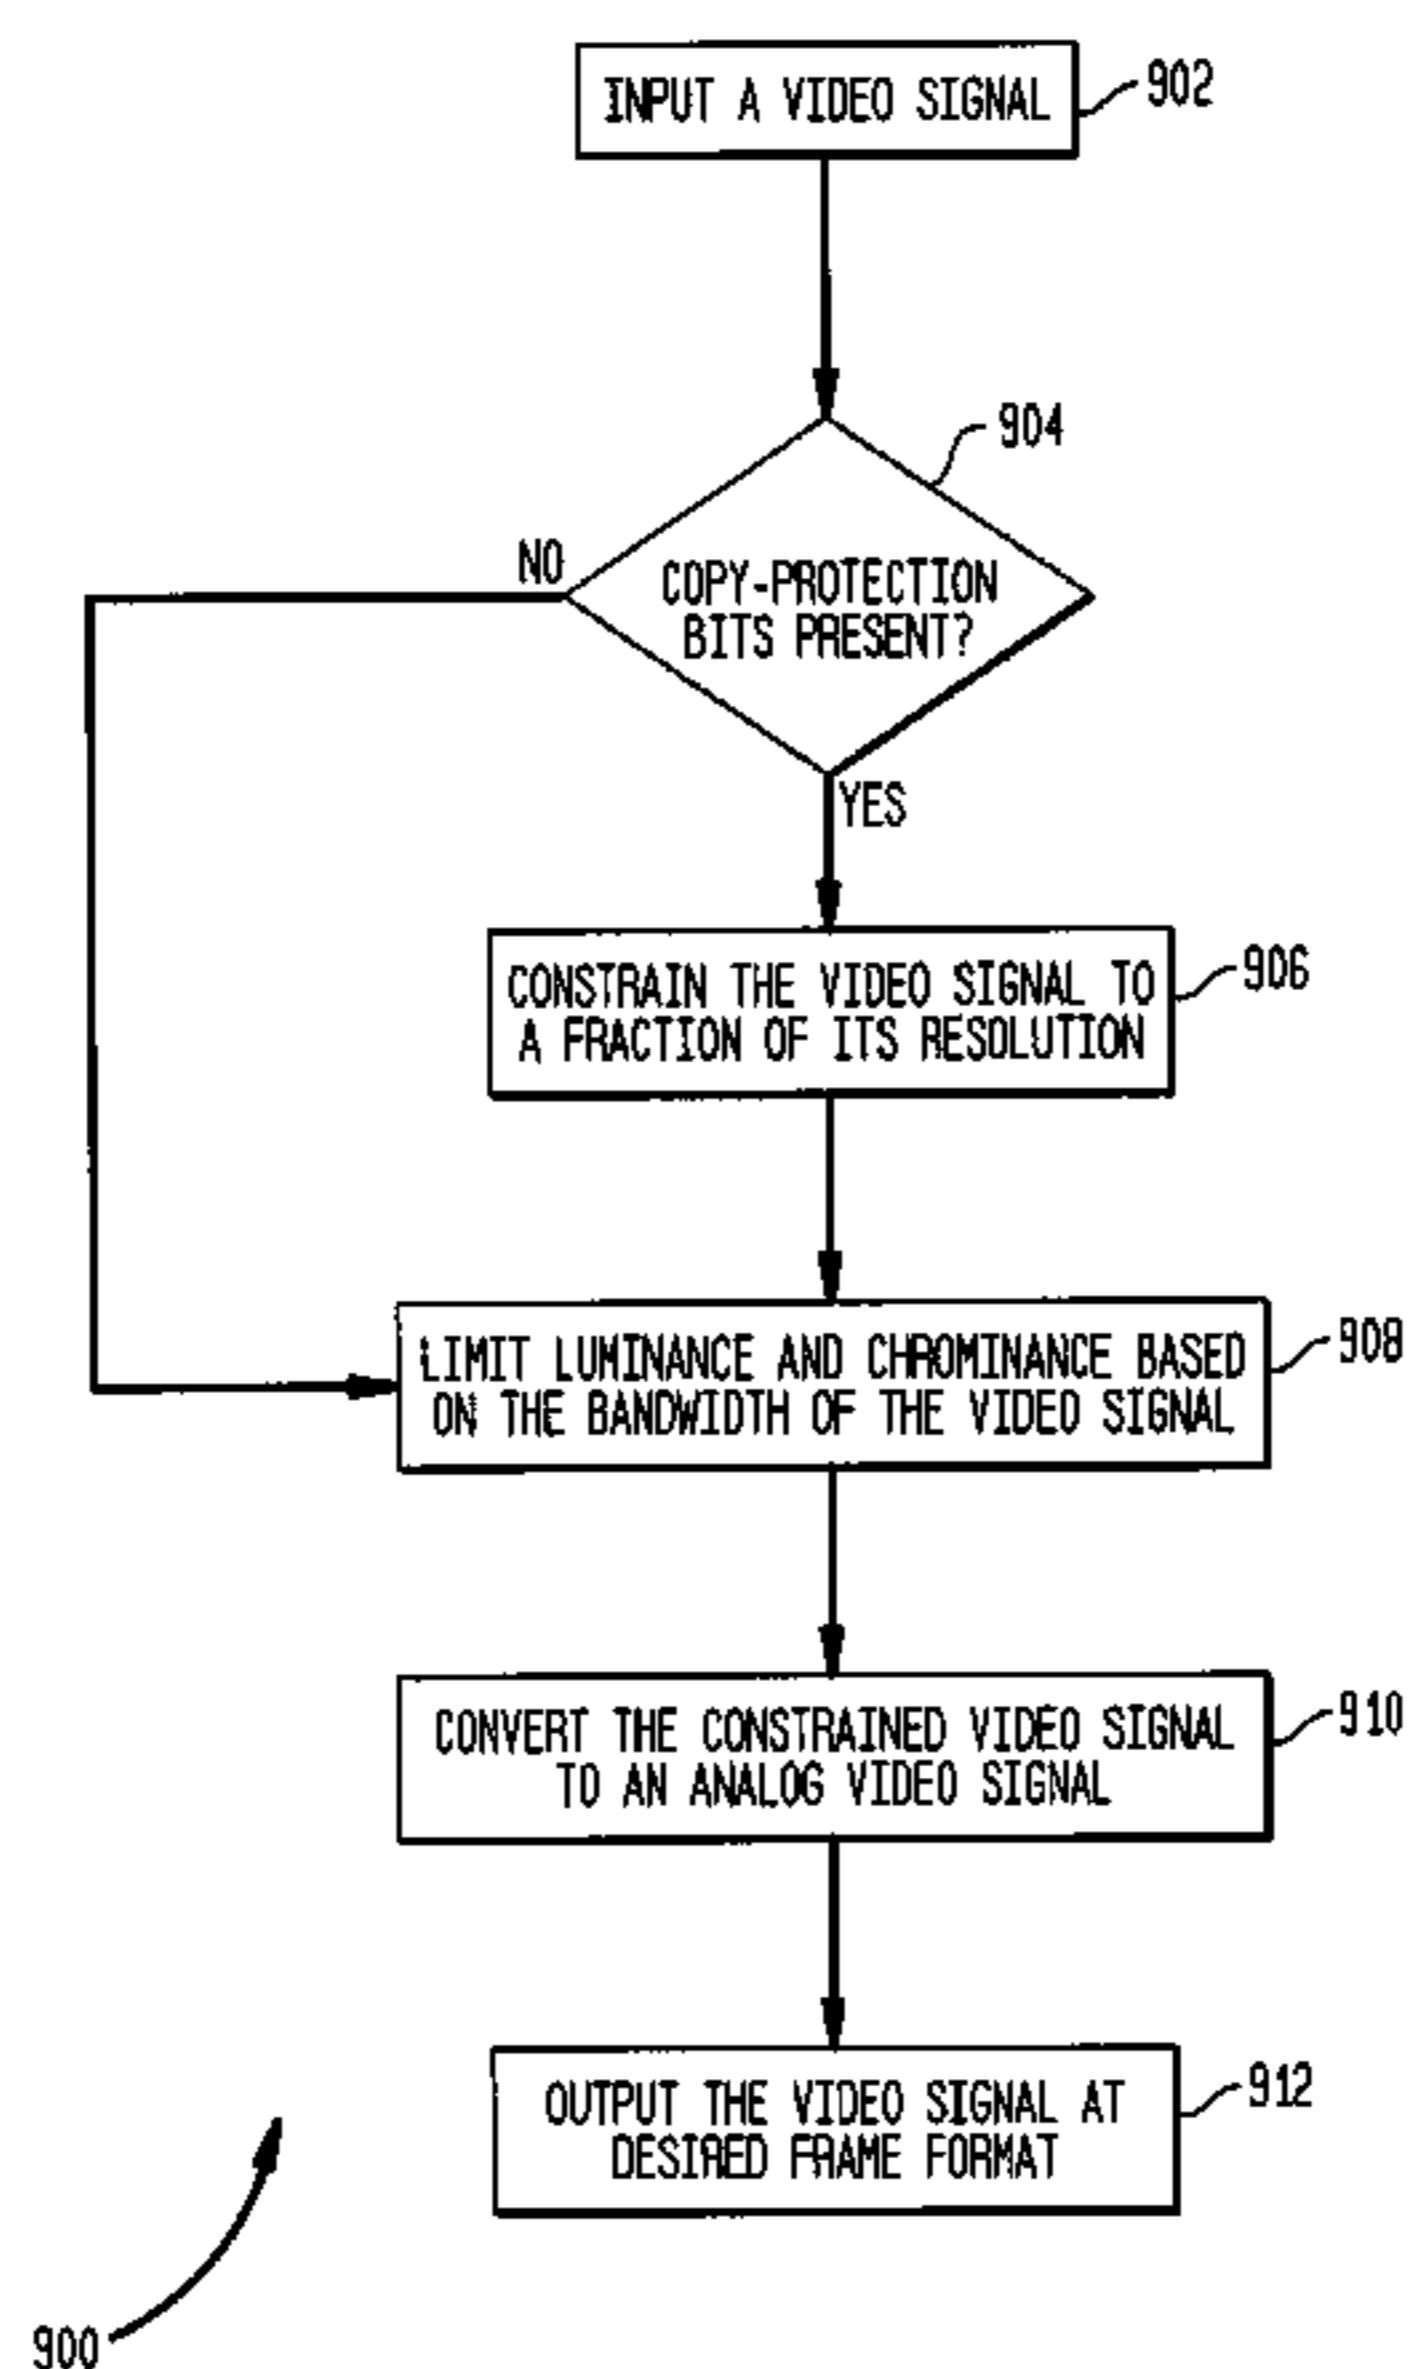 INPUT A VIDEO SIGNAL
902
904
NO
COPY-PROTECTION
BITS PRESENT?
YES
CONSTRAIN THE VIDEO SIGNAL TO
A FRACTION OF ITS RESOLUTION
906
LIMIT LUMINANCE AND CHROMINANCE BASED
ON THE BANDWIDTH OF THE VIDEO SIGNAL
908
CONVERT THE CONSTRAINED VIDEO SIGNAL
TO AN ANALOG VIDEO SIGNAL
910
OUTPUT THE VIDEO SIGNAL AT
DESIRED FRAME FORMAT
912
900